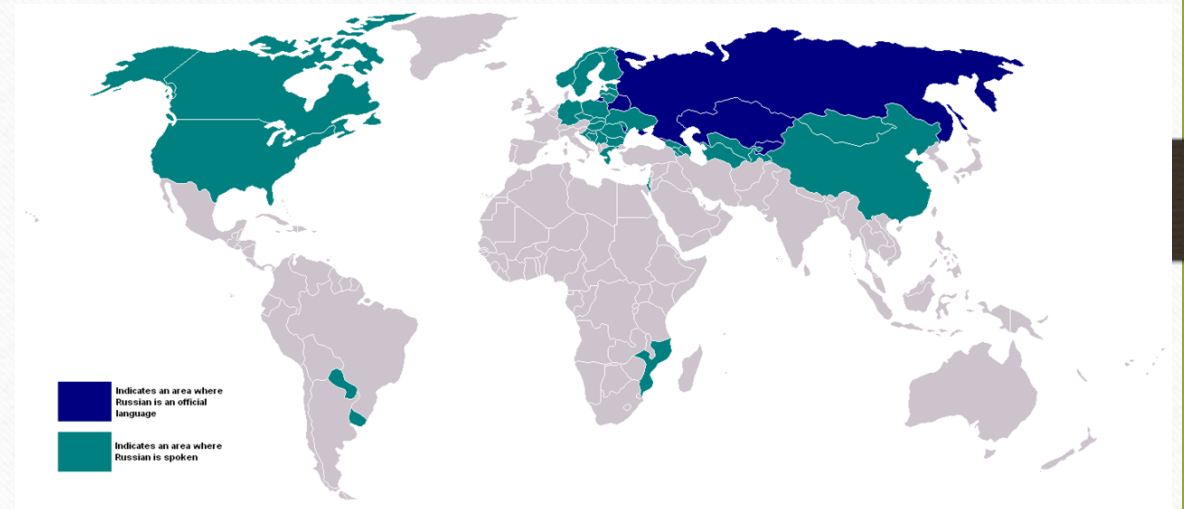 Indicates an area where
Russian is an official
language
Indicates an area where
Russian is spoken